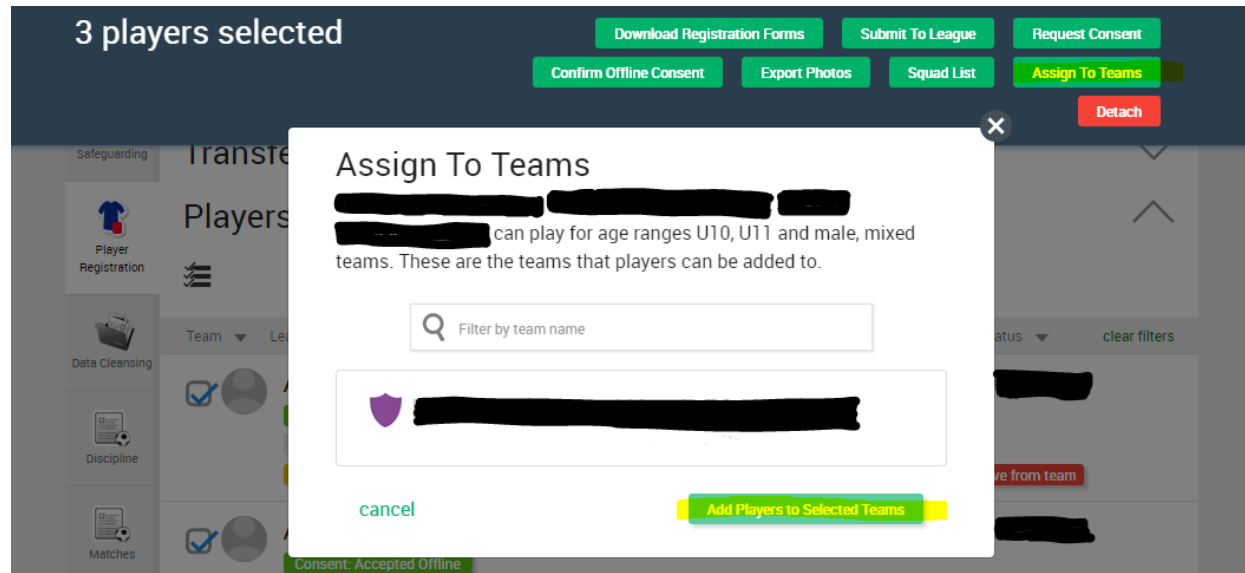 3 players selected
Download Registration Forms
Submit To League
Request Consent
Confirm Offline Consent
Export Photos
Squad List
Assign To Teams
Detach
Safeguarding
Transfe
Assign To Teams
Players
can play for age ranges U10, U11 and male, mixed
teams. These are the teams that players can be added to.
Player
Registration
Filter by team name
Team
Lea
atus
clear filters
Data Cleansing
Discipline
ve from team
cancel
Add Players to Selected Teams
Matches
Consent: Accepted Offline